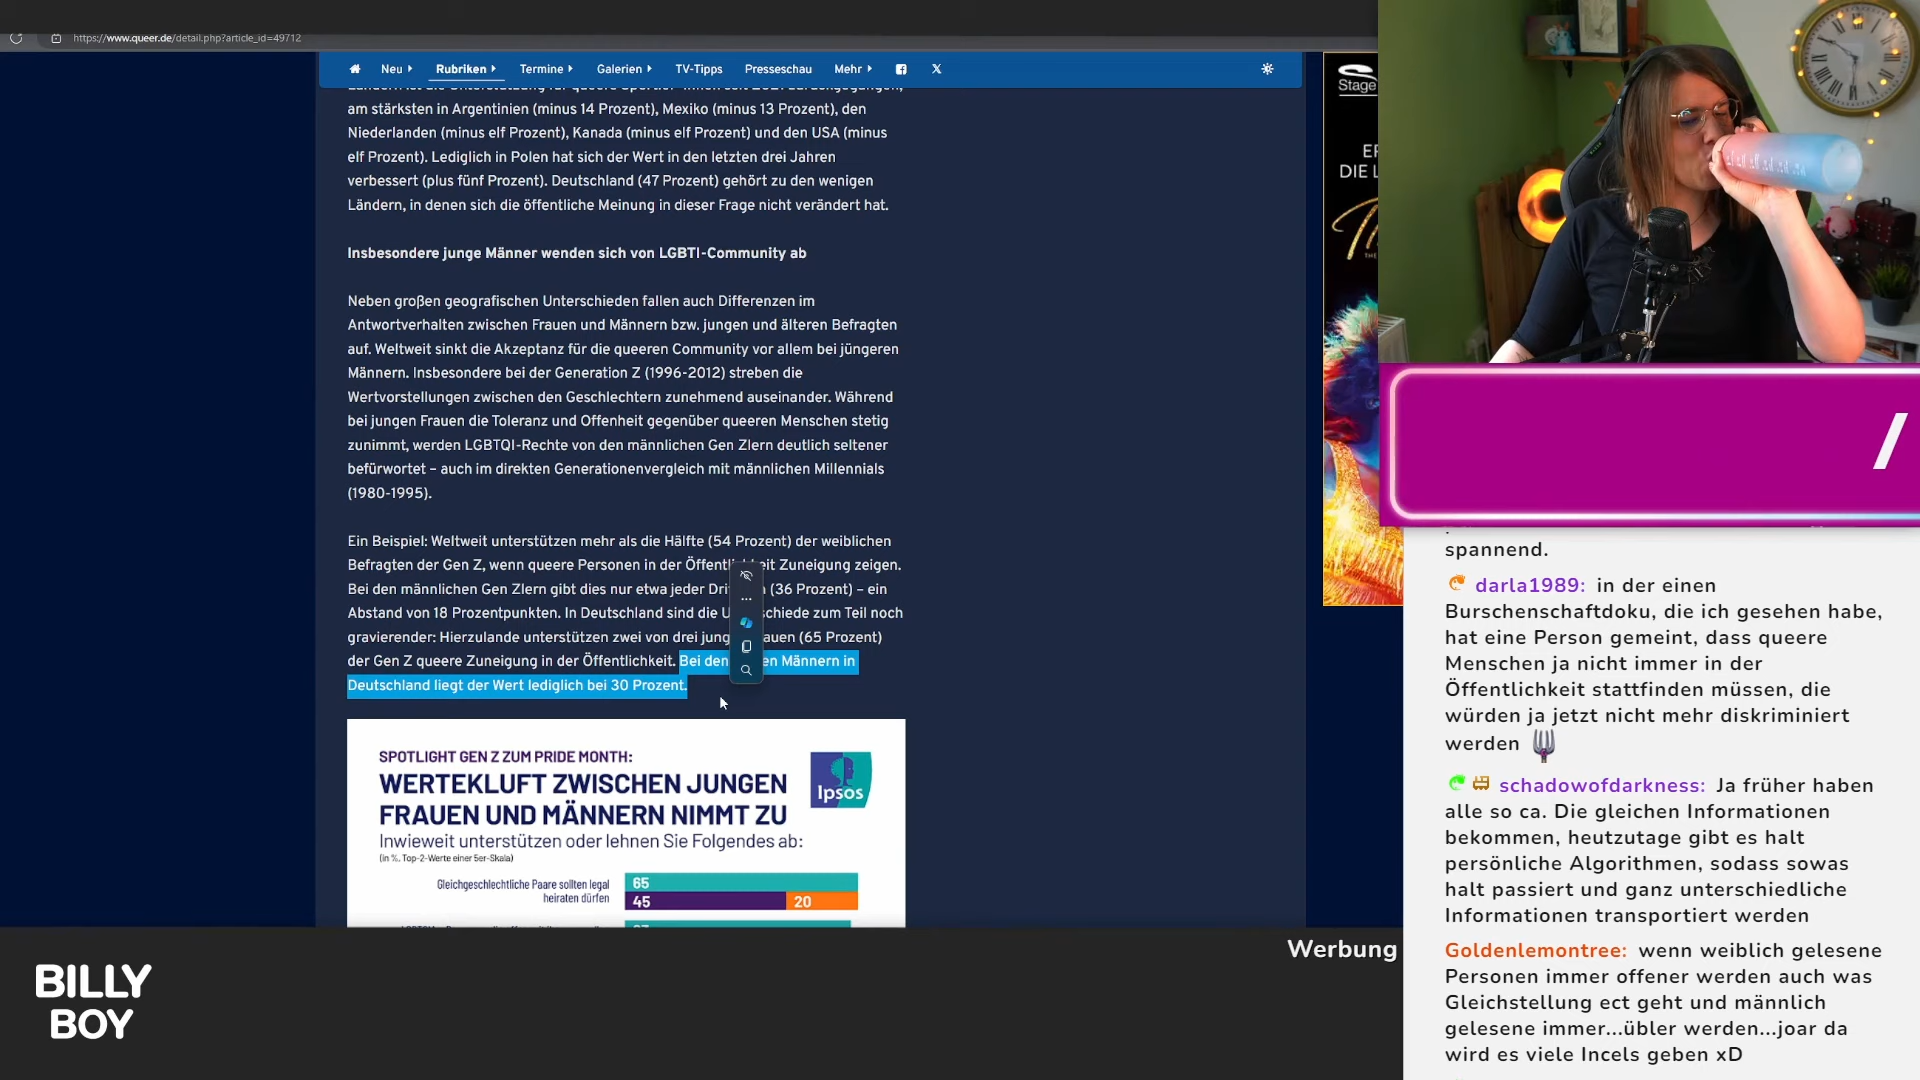 https://www.queer.de/detail.php?article_id=49712
Neu
Rubriken
Termine
Galerien
TV-Tipps
Presseschau
Mehr
am stärksten in Argentinien (minus 14 Prozent), Mexiko (minus 13 Prozent), den
Niederlanden (minus elf Prozent), Kanada (minus elf Prozent) und den USA (minus
elf Prozent). Lediglich in Polen hat sich der Wert in den letzten drei Jahren
verbessert (plus fünf Prozent). Deutschland (47 Prozent) gehört zu den wenigen
Ländern, in denen sich die öffentliche Meinung in dieser Frage nicht verändert hat.
Insbesondere junge Männer wenden sich von LGBTI-Community ab
Neben großen geografischen Unterschieden fallen auch Differenzen im
Antwortverhalten zwischen Frauen und Männern bzw. jungen und älteren Befragten
auf. Weltweit sinkt die Akzeptanz für die queeren Community vor allem bei jüngeren
Männern. Insbesondere bei der Generation Z (1996-2012) streben die
Wertvorstellungen zwischen den Geschlechtern zunehmend auseinander. Während
bei jungen Frauen die Toleranz und Offenheit gegenüber queeren Menschen stetig
zunimmt, werden LGBTQI-Rechte von den männlichen Gen Zlern deutlich seltener
befürwortet – auch im direkten Generationenvergleich mit männlichen Millennials
(1980-1995).
Ein Beispiel: Weltweit unterstützen mehr als die Hälfte (54 Prozent) der weiblichen
Befragten der Gen Z, wenn queere Personen in der Öffentlichkeit Zuneigung zeigen.
Bei den männlichen Gen Zlern gibt dies nur etwa jeder (36 Prozent) – ein
Abstand von 18 Prozentpunkten. In Deutschland sind die zum Teil noch
gravierender: Hierzulande unterstützen zwei von drei (65 Prozent)
der Gen Z queere Zuneigung in der Öffentlichkeit. Bei den Männern in
Deutschland liegt der Wert lediglich bei 30 Prozent.
SPOTLIGHT GEN Z ZUM PRIDE MONTH:
WERTEKLUFT ZWISCHEN JUNGEN
FRAUEN UND MÄNNERN NIMMT ZU
Ipsos
Inwieweit unterstützen oder lehnen Sie Folgendes ab:
(in %, Top-2-Werte einer 5er-Skala)
Gleichgeschlechtliche Paare sollten legal
heiraten dürfen
65
45
20
Stage
/
spannend.
darla1989: in der einen
Burschenschaftdoku, die ich gesehen habe,
hat eine Person gemeint, dass queere
Menschen ja nicht immer in der
Öffentlichkeit stattfinden müssen, die
würden ja jetzt nicht mehr diskriminiert
werden
schadowofdarkness: Ja früher haben
alle so ca. Die gleichen Informationen
bekommen, heutzutage gibt es halt
persönliche Algorithmen, sodass sowas
halt passiert und ganz unterschiedliche
Informationen transportiert werden
Goldenlemontree: wenn weiblich gelesene
Personen immer offener werden auch was
Gleichstellung ect geht und männlich
gelesene immer...übler werden...joar da
wird es viele Incels geben xD
Werbung
BILLY
BOY